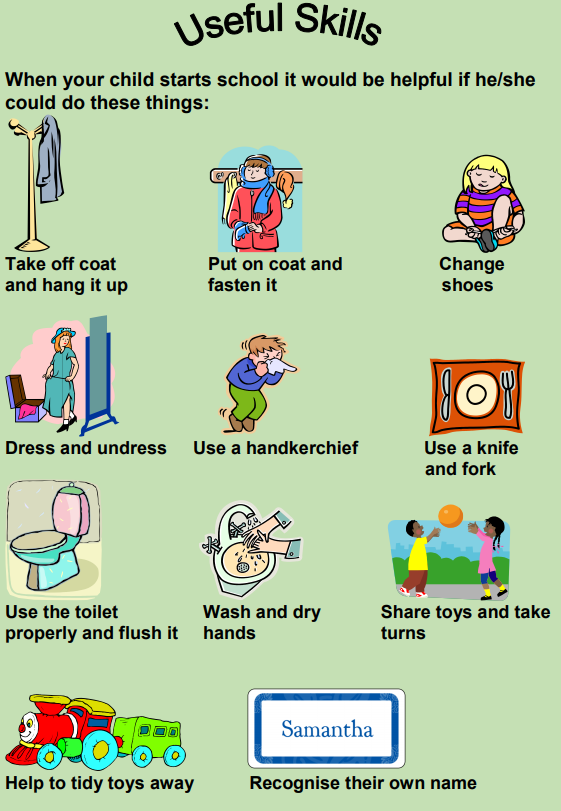 Useful Skills
When your child starts school it would be helpful if he/she
could do these things:
Take off coat
and hang it up
Put on coat and
fasten it
Change
shoes
Dress and undress
Use a handkerchief
Use a knife
and fork
Use the toilet
properly and flush it
Wash and dry
hands
Share toys and take
turns
Samantha
Help to tidy toys away
Recognise their own name